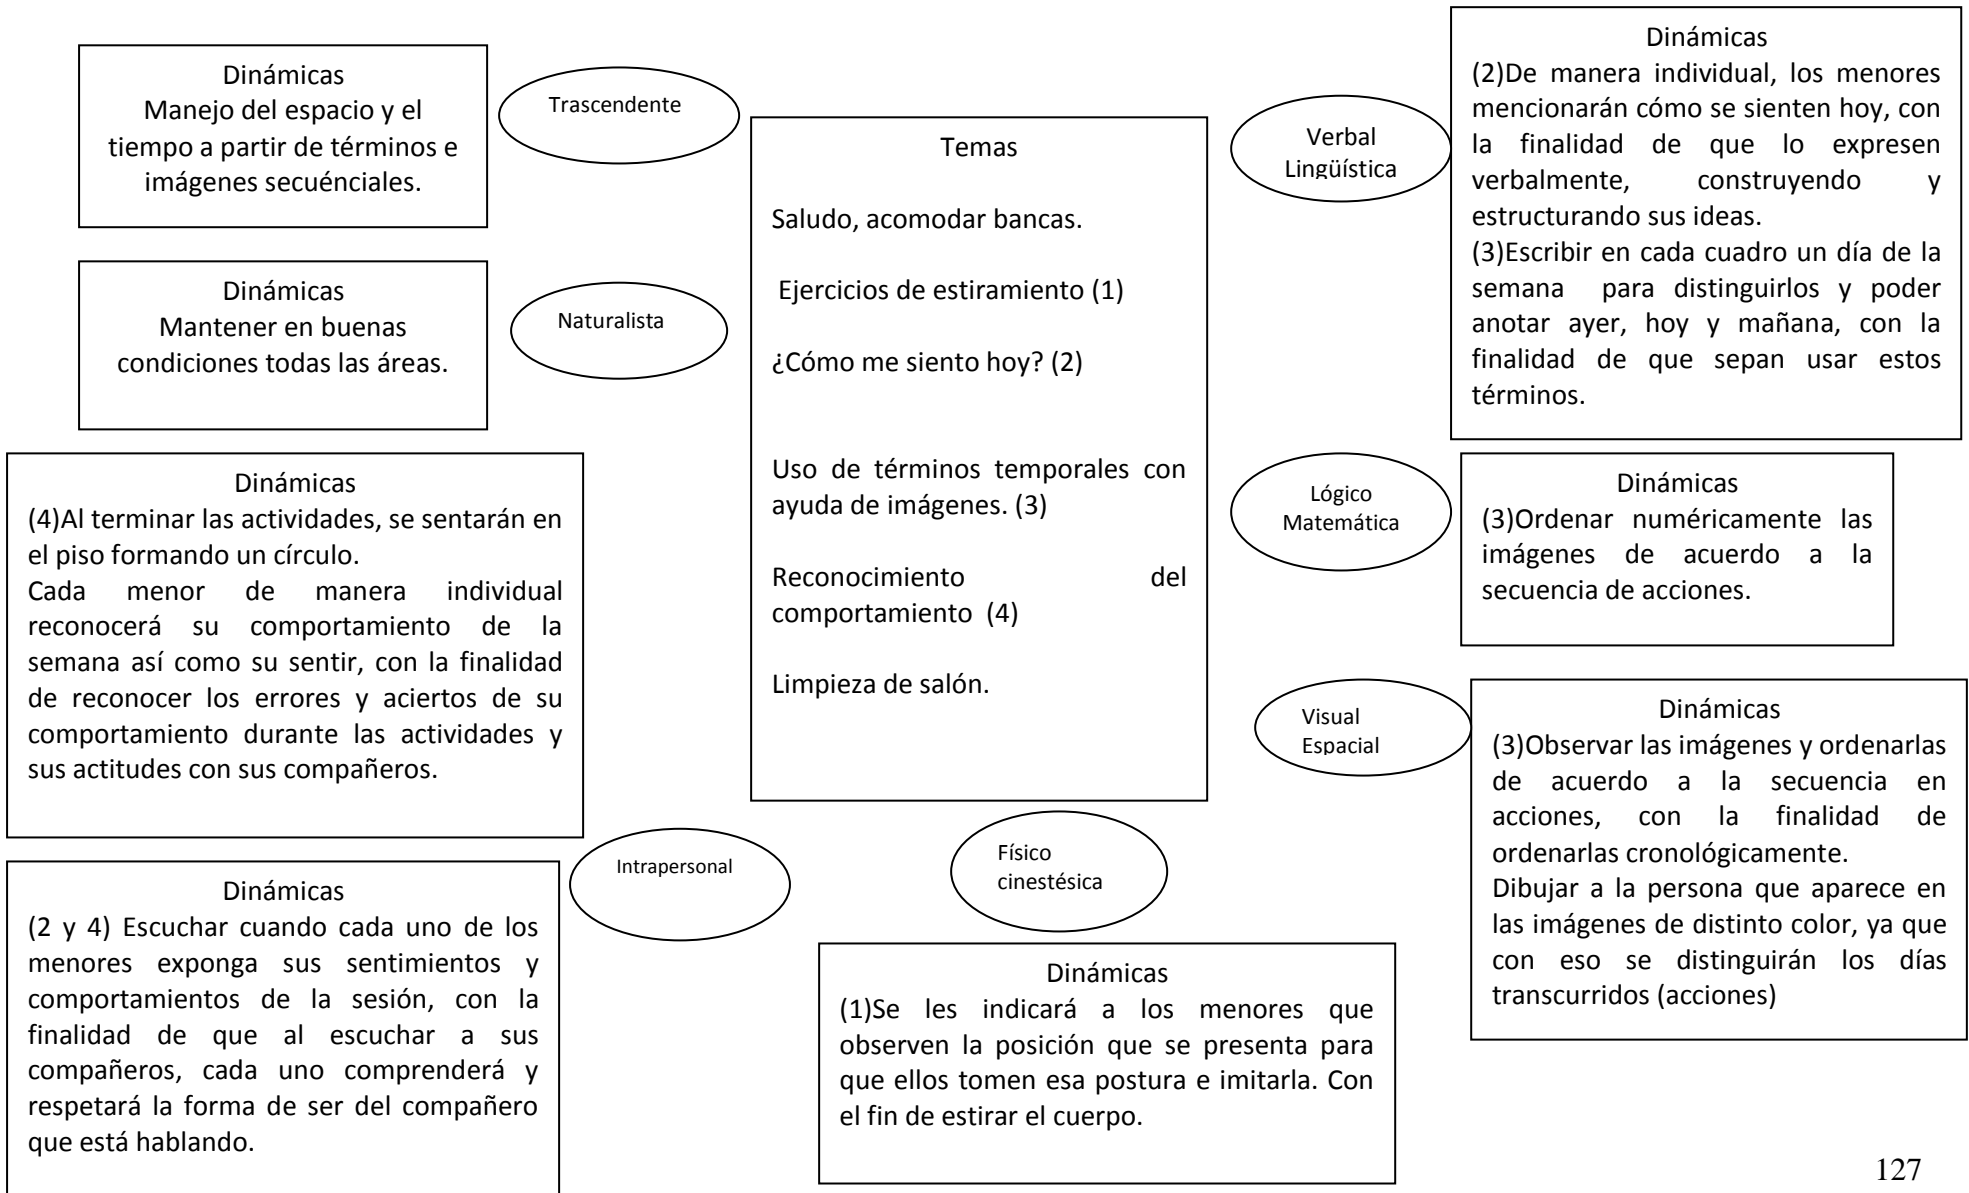 Dinámicas
Manejo del espacio y el
tiempo a partir de términos e
imágenes secuénciales.
Trascendente
Dinámicas
Mantener en buenas
condiciones todas las áreas.
Naturalista
Dinámicas
(4)Al terminar las actividades, se sentarán en
el piso formando un círculo.
Cada menor de manera individual
reconocerá su comportamiento de la
semana así como su sentir, con la finalidad
de reconocer los errores y aciertos de su
comportamiento durante las actividades y
sus actitudes con sus compañeros.
Dinámicas
(2 y 4) Escuchar cuando cada uno de los
menores exponga sus sentimientos y
comportamientos de la sesión, con la
finalidad de que al escuchar a sus
compañeros, cada uno comprenderá y
respetará la forma de ser del compañero
que está hablando.
Intrapersonal
Temas
Saludo, acomodar bancas.
Ejercicios de estiramiento (1)
¿Cómo me siento hoy? (2)
Uso de términos temporales con
ayuda de imágenes. (3)
Reconocimiento del
comportamiento (4)
Limpieza de salón.
Físico
cinestésica
Dinámicas
(1)Se les indicará a los menores que
observen la posición que se presenta para
que ellos tomen esa postura e imitarla. Con
el fin de estirar el cuerpo.
Verbal
Lingüística
Dinámicas
(2)De manera individual, los menores
mencionarán cómo se sienten hoy, con
la finalidad de que lo expresen
verbalmente, construyendo y
estructurando sus ideas.
(3)Escribir en cada cuadro un día de la
semana para distinguirlos y poder
anotar ayer, hoy y mañana, con la
finalidad de que sepan usar estos
términos.
Lógico
Matemática
Dinámicas
(3)Ordenar numéricamente las
imágenes de acuerdo a la
secuencia de acciones.
Visual
Espacial
Dinámicas
(3)Observar las imágenes y ordenarlas
de acuerdo a la secuencia en
acciones, con la finalidad de
ordenarlas cronológicamente.
Dibujar a la persona que aparece en
las imágenes de distinto color, ya que
con eso se distinguirán los días
transcurridos (acciones)
127